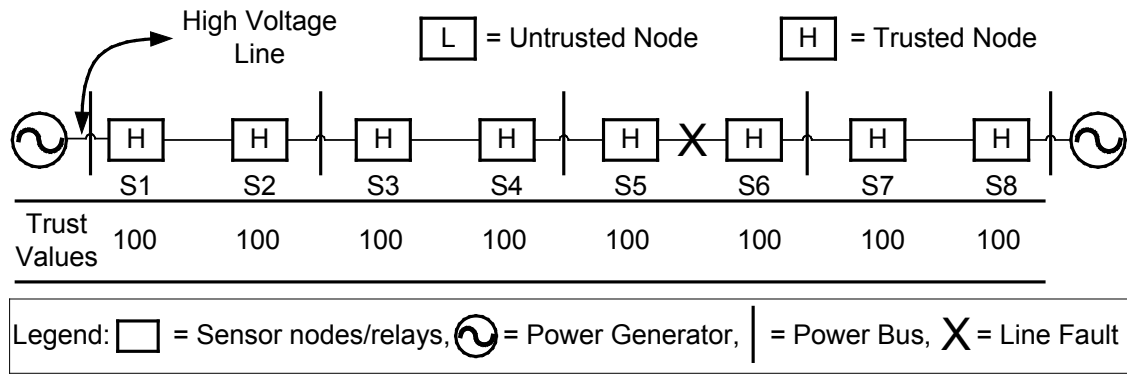 High Voltage
Line
L = Untrusted Node
H = Trusted Node
H H H H H X H H H
S1 S2 S3 S4 S5 S6 S7 S8
Trust
Values
100 100 100 100 100 100 100 100
Legend: = Sensor nodes/relays, = Power Generator, = Power Bus, X = Line Fault